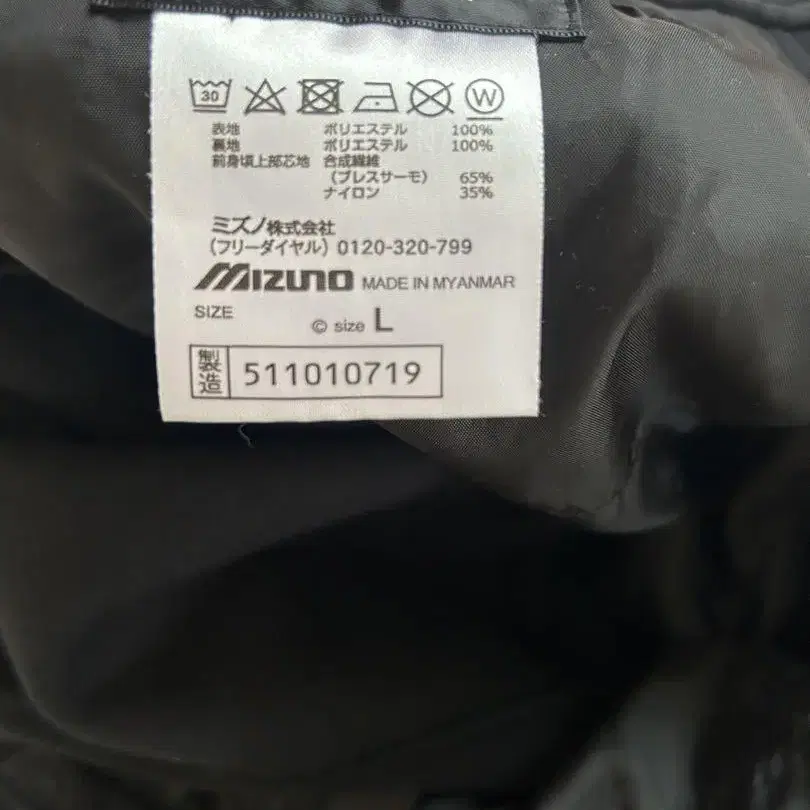 30 W
表地 ポリエステル 100%
裏地 ポリエステル 100%
前身頃上部芯地 合成繊維
(ブレスサーモ) 65%
ナイロン 35%
ミズノ株式会社
(フリーダイヤル) 0120-320-799
MIZUNO MADE IN MYANMAR
SIZE
© size L
製造 511010719